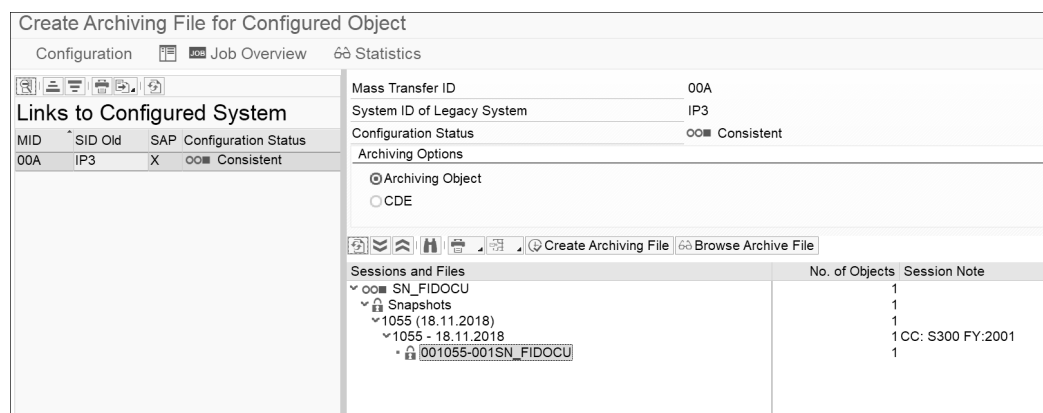 Create Archiving File for Configured Object
Configuration JOB Job Overview Statistics
Links to Configured System
MID SID Old SAP Configuration Status
00A IP3 X Consistent
Mass Transfer ID 00A
System ID of Legacy System IP3
Configuration Status Consistent
Archiving Options
Archiving Object
CDE
Create Archiving File Browse Archive File
Sessions and Files No. of Objects Session Note
SN_FIDOCU 1
Snapshots 1
1055 (18.11.2018) 1
1055 - 18.11.2018 1 CC: S300 FY:2001
001055-001SN_FIDOCU 1